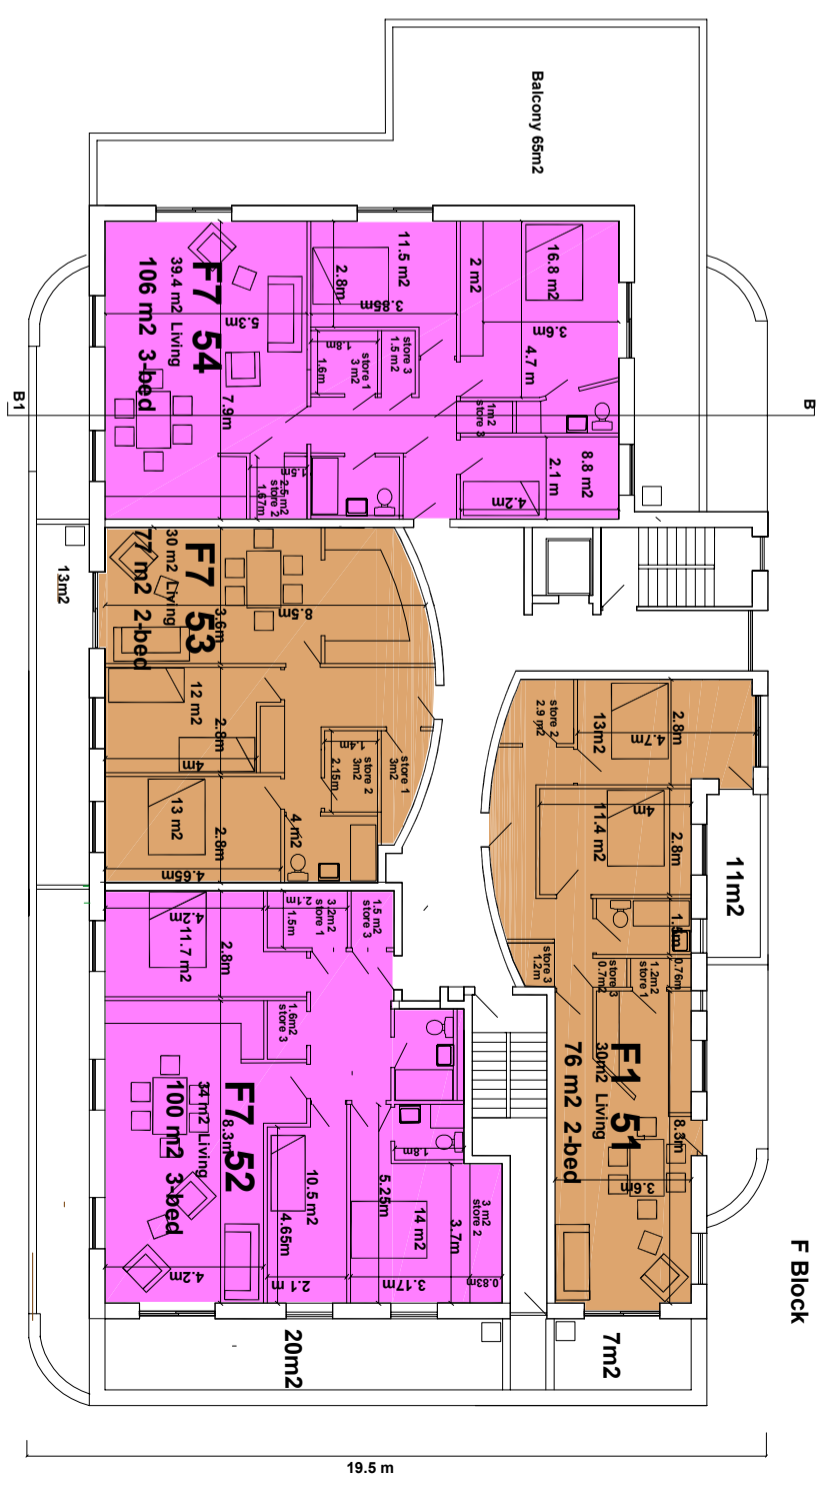 Balcony 65m2
F Block
B1
B
F7 54
39.4 m2 Living
106 m2 3-bed
5.3m
7.9m
11.5 m2
2.8m
3.85m
2 m2
16.8 m2
3.6m
4.7 m
store 1
3 m2
1.8m
1.6m
store 3
1.5 m2
1m2
store 3
8.8 m2
2.1 m
4.2m
1.5m
2.5 m2
store 2
1.67m
13m2
F7 53
30 m2 Living
77 m2 2-bed
3.6m
8.5m
12 m2
2.8m
4m
13 m2
2.8m
4.65m
4 m2
store 1
3m2
store 2
3m2
1.4m
2.15m
store 2
2.9 m2
13m2
4.7m
2.8m
11.4 m2
4m
2.8m
11m2
1.5m
store 3
1.2m
store 3
0.7m2
1.2m2
store 1
0.76m
F1 51
30m2 Living
76 m2 2-bed
8.3m
3.6m
7m2
4.2m
11.7 m2
2.8m
2.1m
3.2m2
store 1
1.5m
1.5 m2
store 3
1.6m2
store 3
F7 52
34 m2 Living
100 m2 3-bed
8.3m
4.2m
10.5 m2
4.65m
2.1 m
5.25m
14 m2
3.17m
3.7m
1.8m
3 m2
store 2
0.83m
20m2
19.5 m